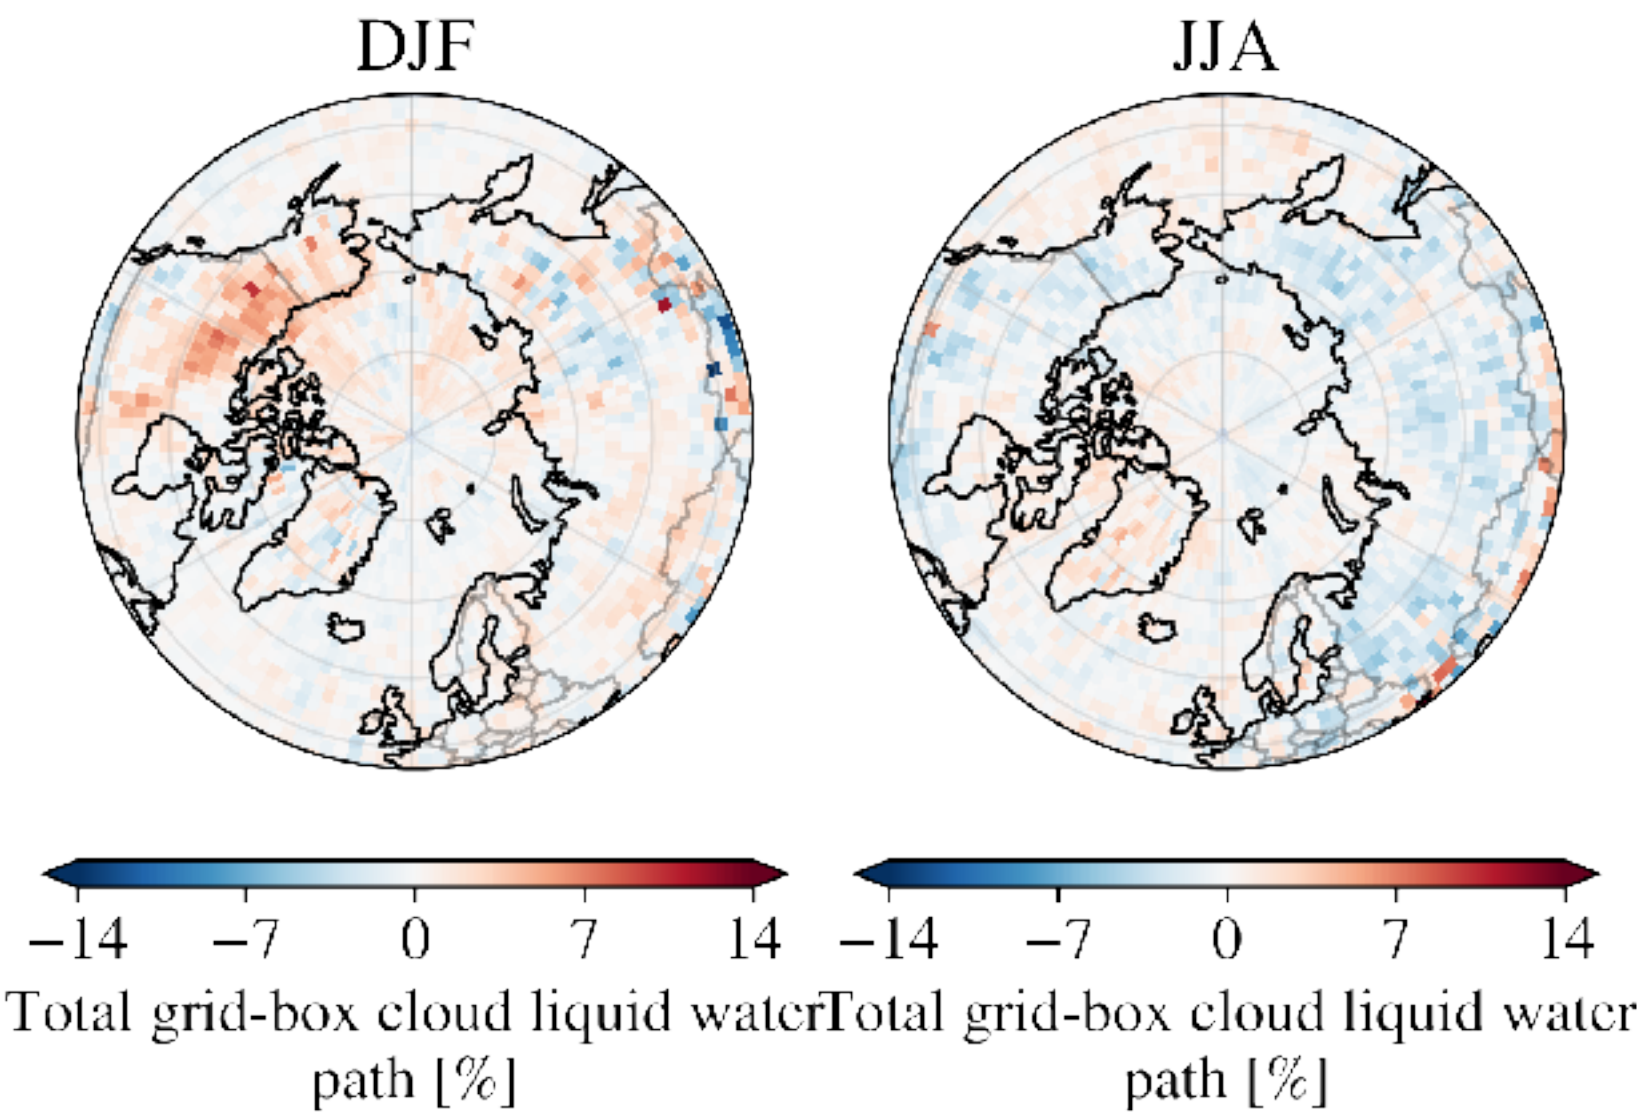 DJF
JJA
−14 −7 0 7 14
−14 −7 0 7 14
Total grid-box cloud liquid water
path [%]
Total grid-box cloud liquid water
path [%]